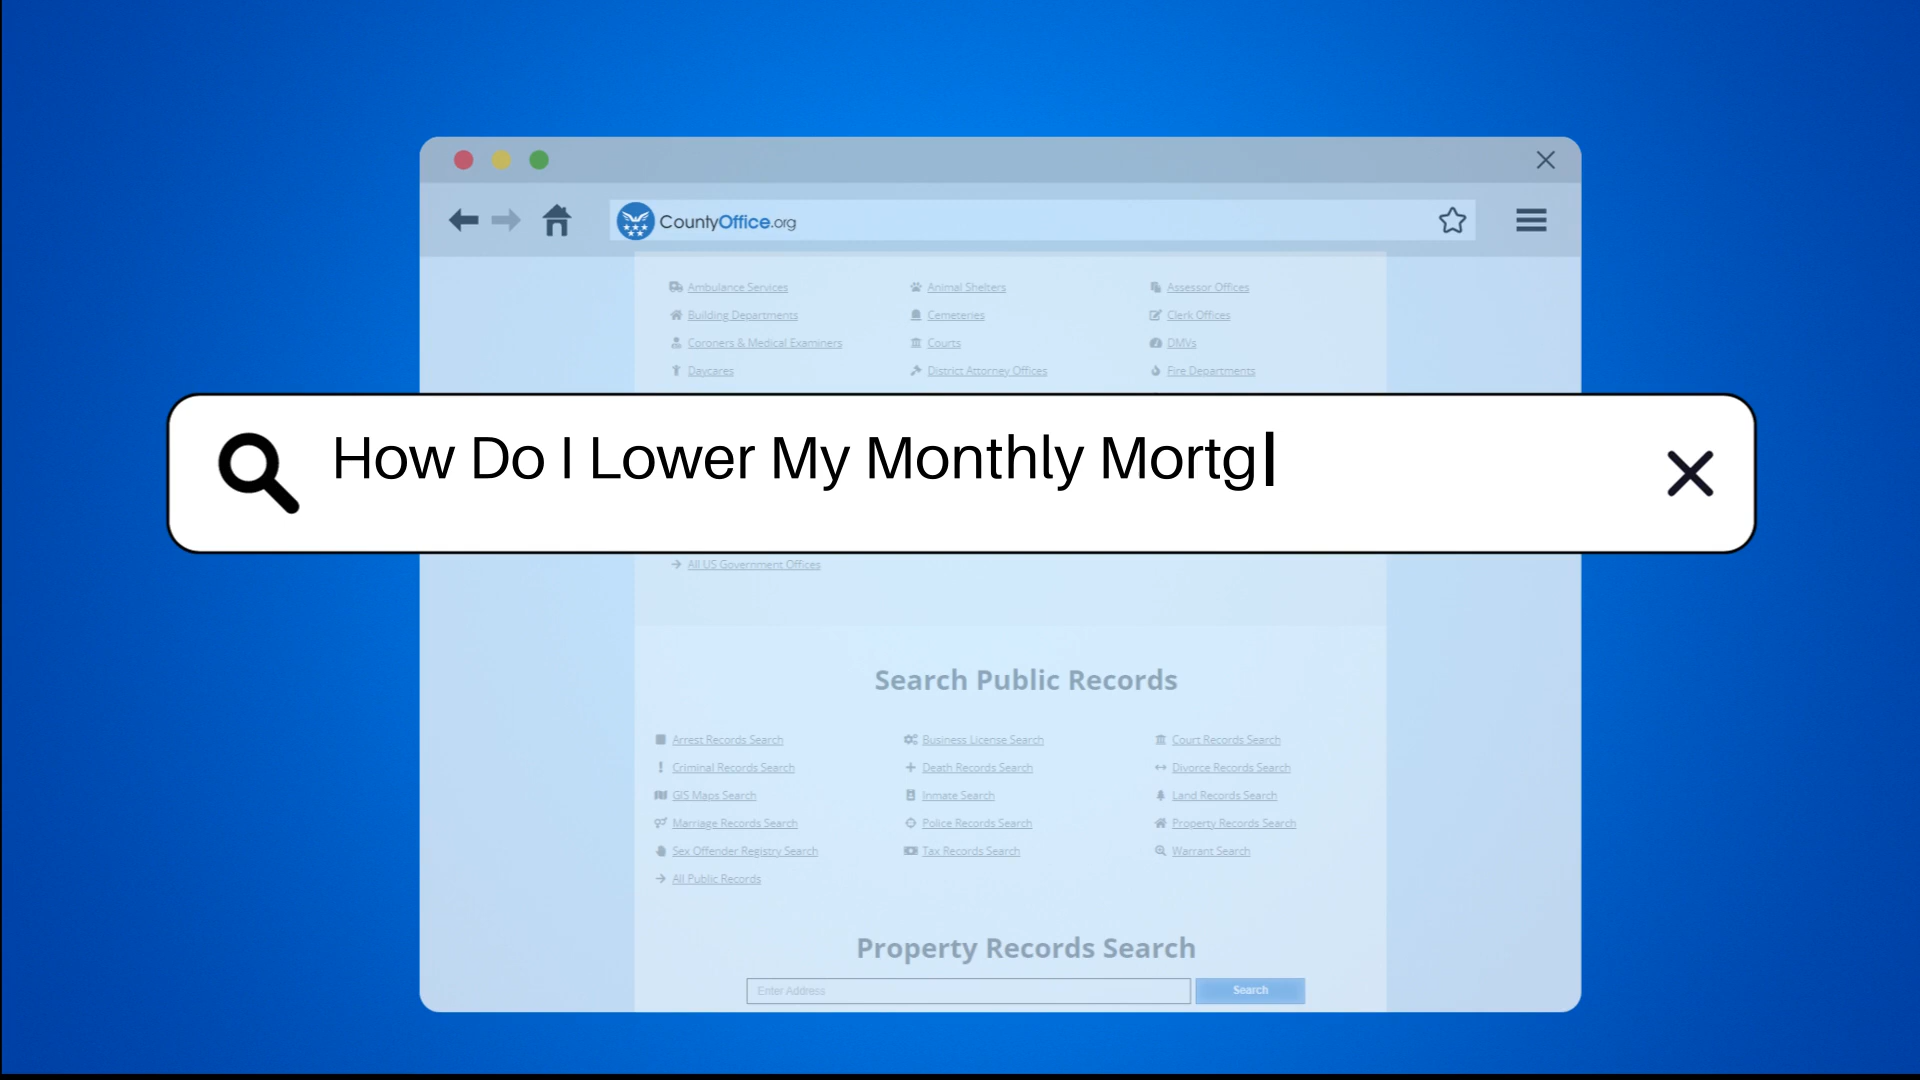 CountyOffice.org
Ambulance Services Animal Shelters Assessor Offices
Building Departments Cemeteries Clerk Offices
Coroners & Medical Examiners Courts DMVs
Daycares District Attorney Offices Fire Departments
How Do I Lower My Monthly Mortg
All US Government Offices
Search Public Records
Arrest Records Search Business License Search Court Records Search
Criminal Records Search Death Records Search Divorce Records Search
GIS Maps Search Inmate Search Land Records Search
Marriage Records Search Police Records Search Property Records Search
Sex Offender Registry Search Tax Records Search Warrant Search
All Public Records
Property Records Search
Enter Address Search